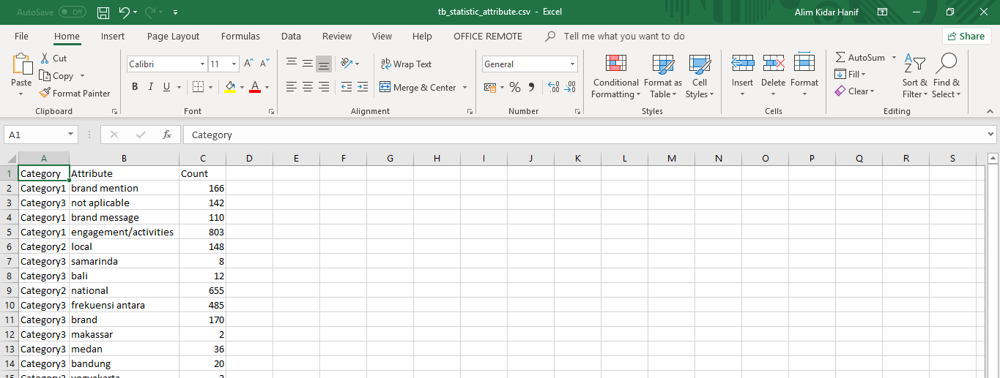 AutoSave Off tb_statistic_attribute.csv - Excel Alim Kidar Hanif
File Home Insert Page Layout Formulas Data Review View Help OFFICE REMOTE Tell me what you want to do Share
Paste Cut Copy Format Painter
Clipboard
Calibri 11 A A
B I U A
Font
ab Wrap Text
Merge & Center
Alignment
General
% , .00 .00
Number
Conditional Formatting Format as Table Cell Styles
Styles
Insert Delete Format
Cells
AutoSum Fill Clear Sort & Filter Find & Select
Editing
A1 fx Category
A B C D E F G H I J K L M N O P Q R S
1 Category Attribute Count
2 Category1 brand mention 166
3 Category3 not aplicable 142
4 Category1 brand message 110
5 Category1 engagement/activities 803
6 Category2 local 148
7 Category3 samarinda 8
8 Category3 bali 12
9 Category2 national 655
10 Category3 frekuensi antara 485
11 Category3 brand 170
12 Category3 makassar 2
13 Category3 medan 36
14 Category3 bandung 20